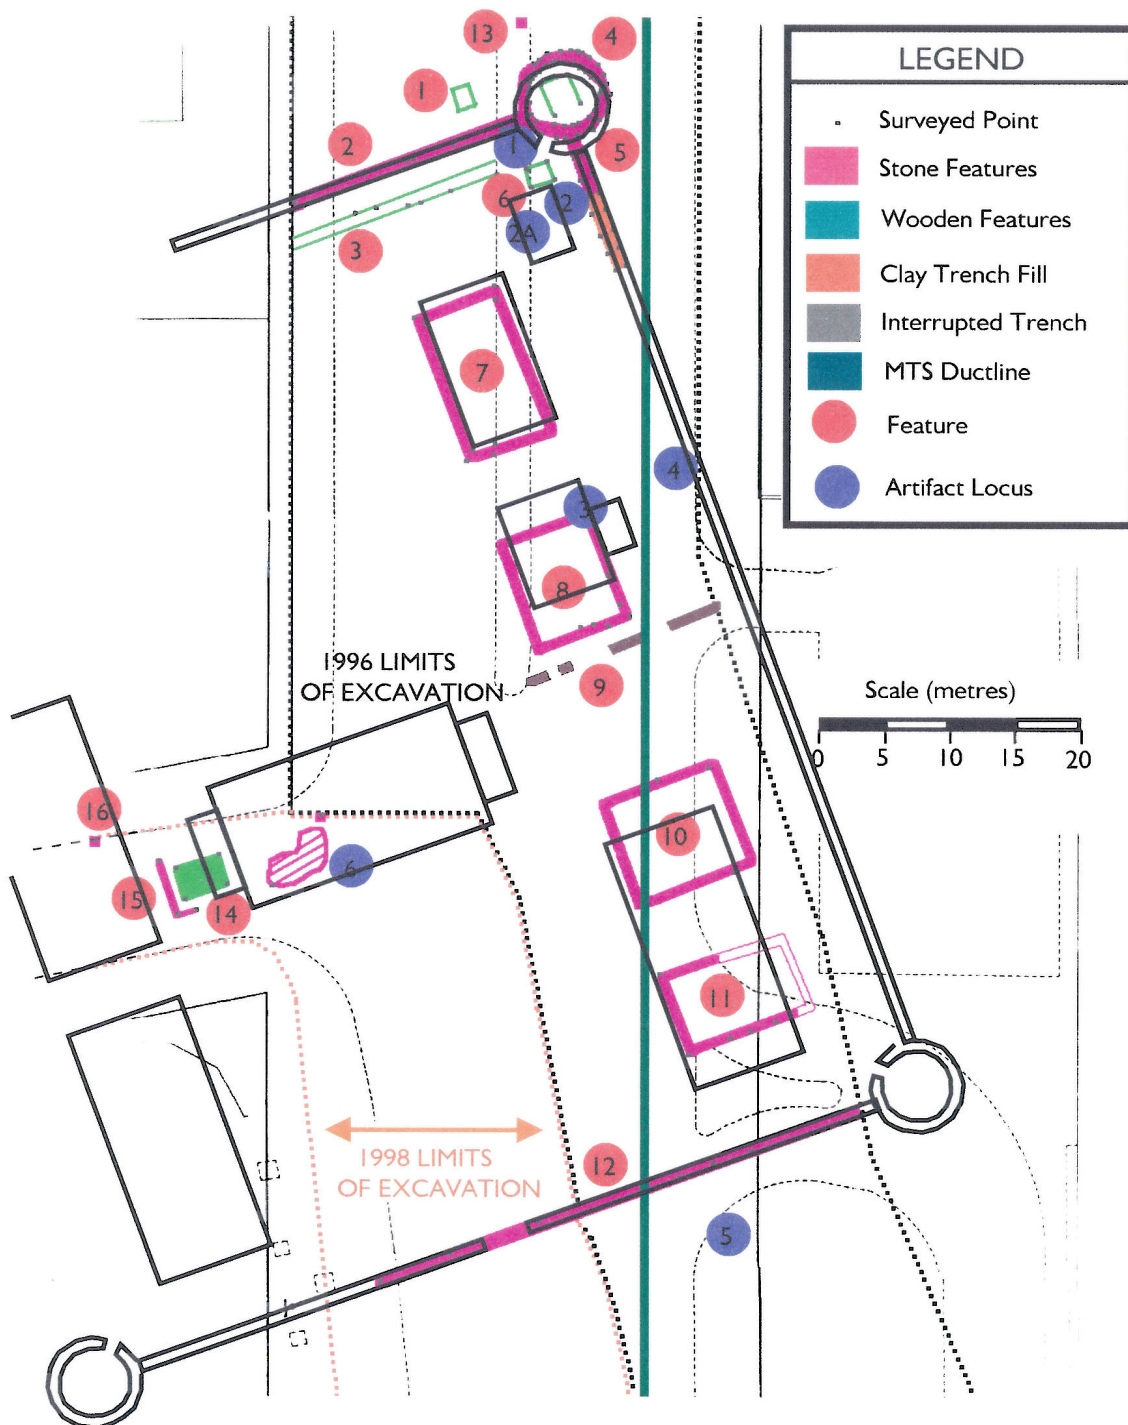 13
4
1
2
1
5
6
2
2A
3
7
4
3
8
9
1996 LIMITS
OF EXCAVATION
16
10
6
15
14
11
1998 LIMITS
OF EXCAVATION
12
5
LEGEND
Surveyed Point
Stone Features
Wooden Features
Clay Trench Fill
Interrupted Trench
MTS Ductline
Feature
Artifact Locus
Scale (metres)
0 5 10 15 20